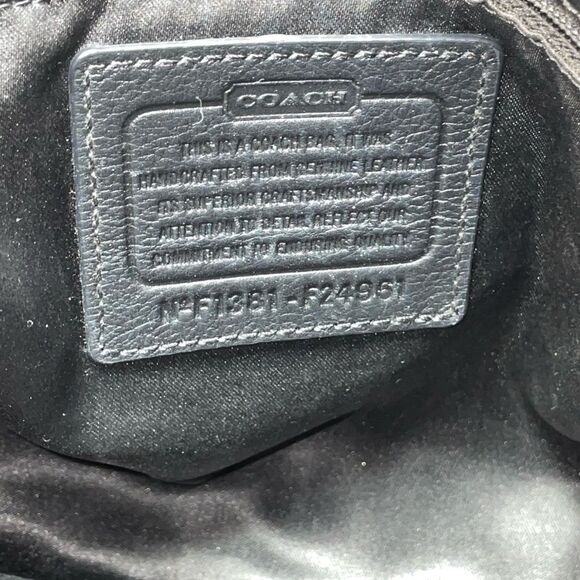 COACH
THIS IS A COACH BAG. IT WAS
HANDCRAFTED FROM GENUINE LEATHER
ITS SUPERIOR CRAFTSMANSHIP AND
ATTENTION TO DETAIL REFLECT OUR
COMMITMENT TO ENDURING QUALITY.
Nº F1381-F24961